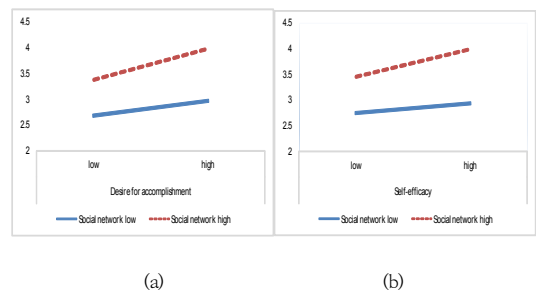 4.5
4
3.5
3
2.5
2
low high
Desire for accomplishment
Social network low Social network high
(a)
4.5
4
3.5
3
2.5
2
low high
Self-efficacy
Social network low Social network high
(b)